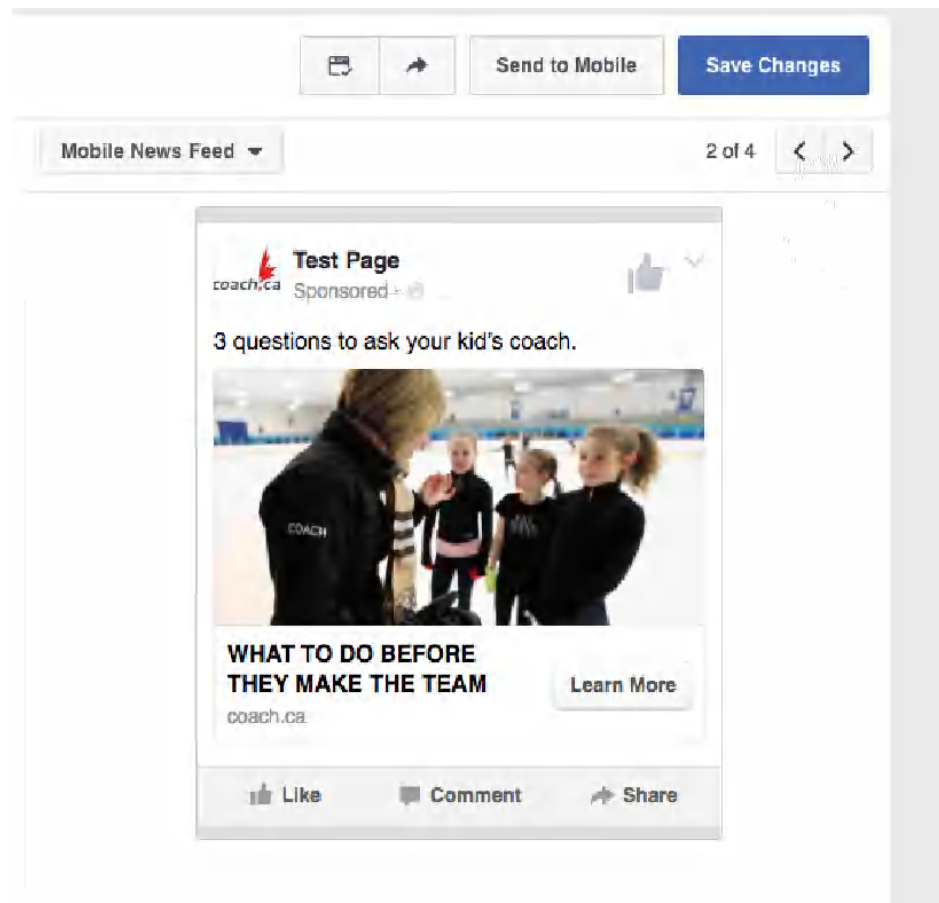 Send to Mobile
Save Changes
Mobile News Feed
2 of 4
coach.ca
Test Page
Sponsored
3 questions to ask your kid's coach.
COACH
WHAT TO DO BEFORE
THEY MAKE THE TEAM
Learn More
coach.ca
Like
Comment
Share